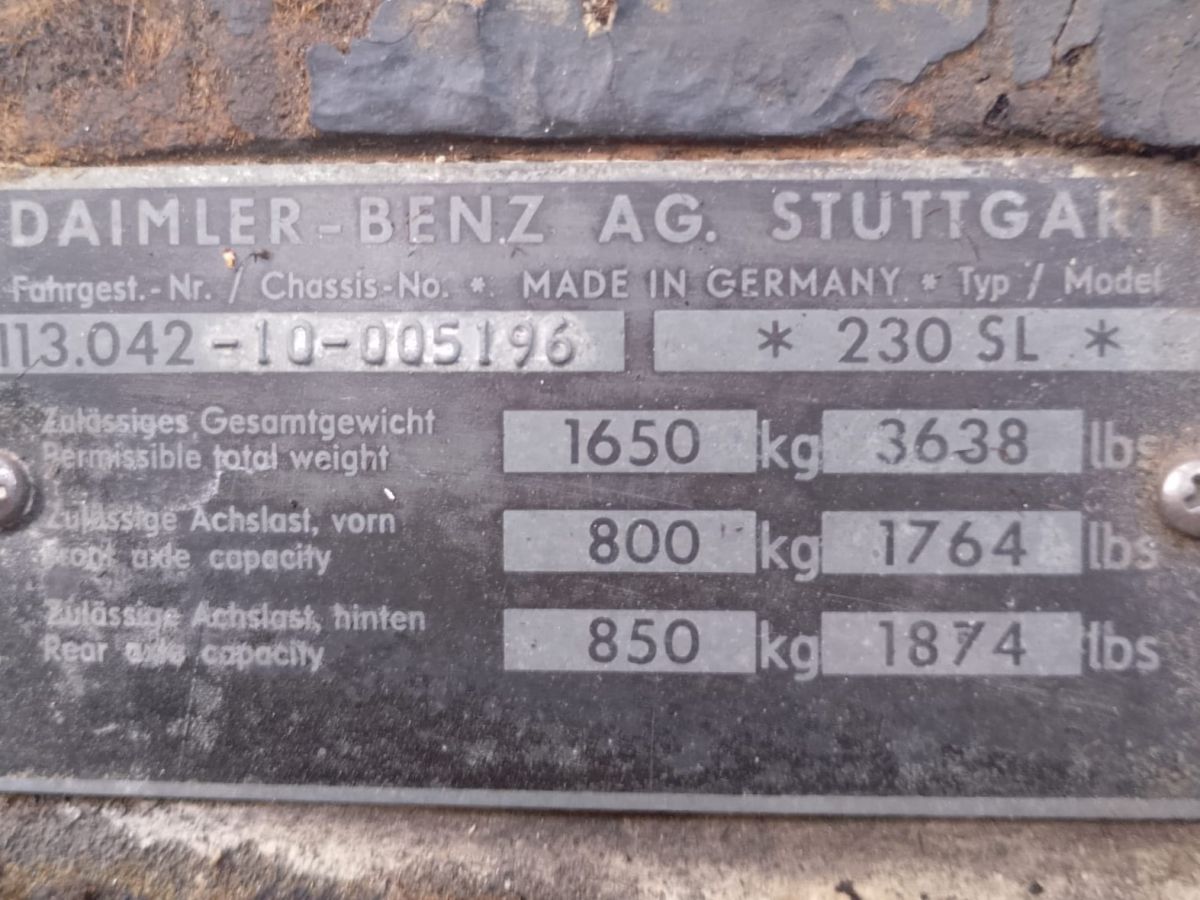 DAIMLER-BENZ AG. STUTTGART
Fahrgest.-Nr. / Chassis-No. * MADE IN GERMANY * Typ / Model
113.042-10-005196 * 230 SL *
Zulässiges Gesamtgewicht
Permissible total weight
1650 kg 3638 lbs
Zulässige Achslast, vorn
Front axle capacity
800 kg 1764 lbs
Zulässige Achslast, hinten
Rear axle capacity
850 kg 1874 lbs